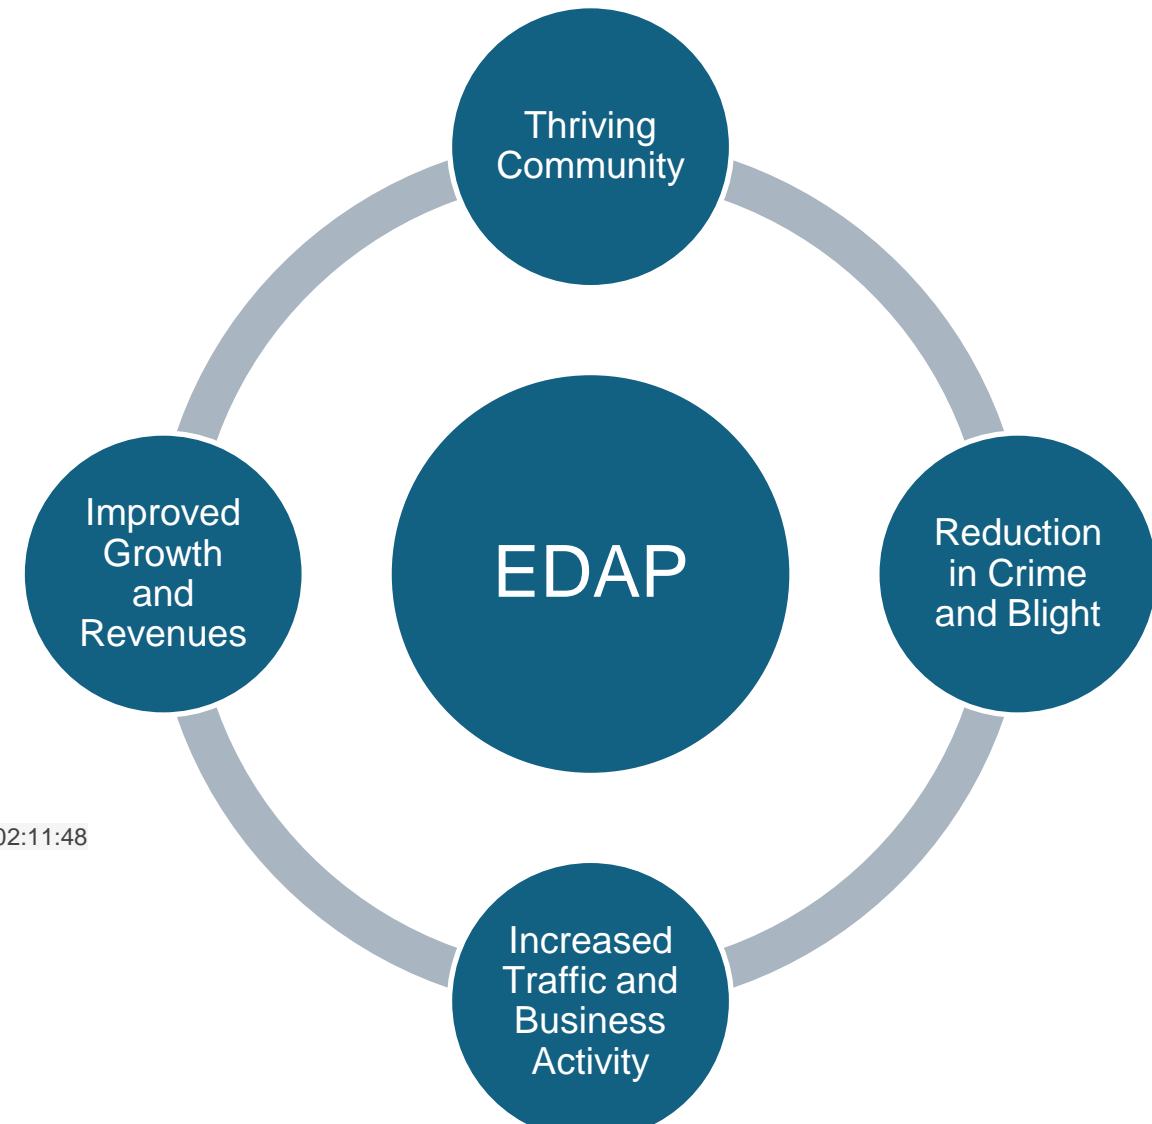 Thriving
Community
Improved
Growth
and
Revenues
EDAP
Reduction
in Crime
and Blight
02:11:48
Increased
Traffic and
Business
Activity